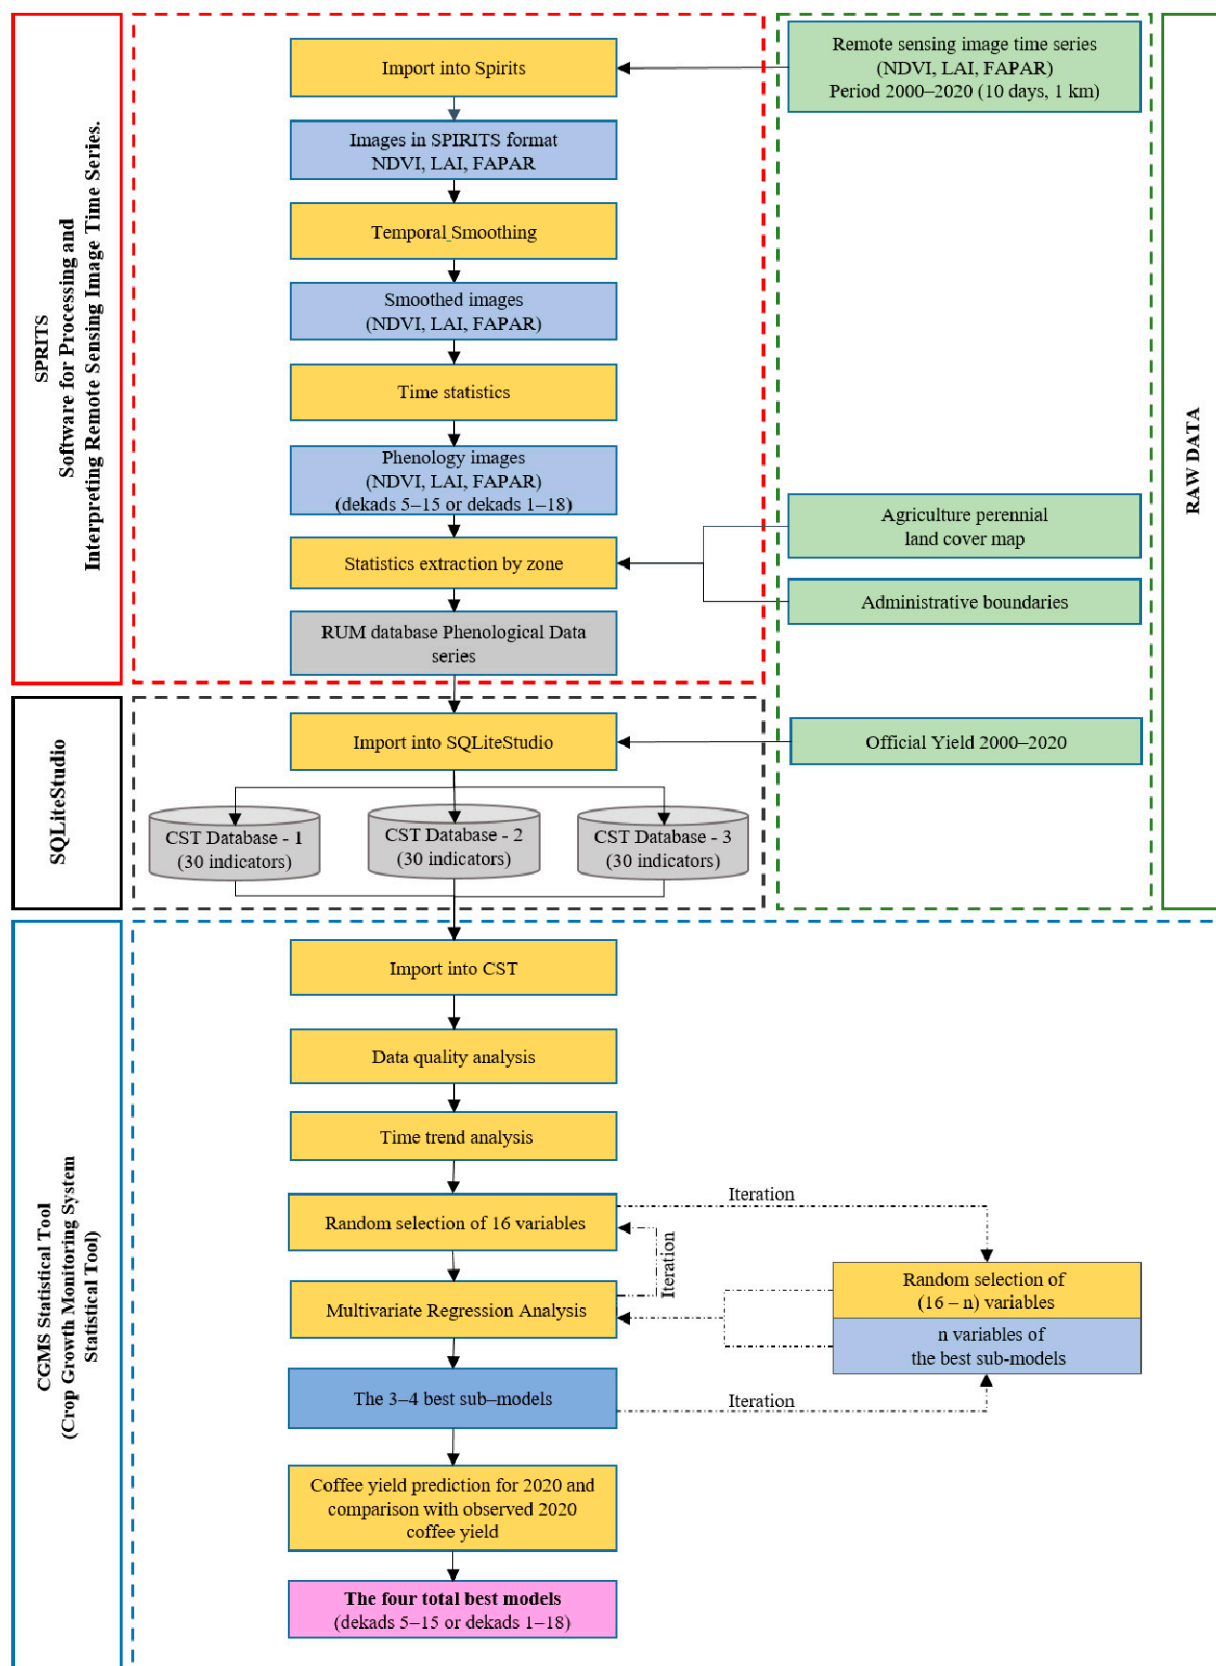 SPRITS
Software for Processing and
Interpreting Remote Sensing Image Time Series.
Import into Spirits
Images in SPIRITS format
NDVI, LAI, FAPAR
Temporal_Smoothing
Smoothed images
(NDVI, LAI, FAPAR)
Time statistics
Phenology images
(NDVI, LAI, FAPAR)
(dekads 5–15 or dekads 1–18)
Statistics extraction by zone
RUM database Phenological Data
series
Remote sensing image time series
(NDVI, LAI, FAPAR)
Period 2000–2020 (10 days, 1 km)
Agriculture perennial
land cover map
Administrative boundaries
Official Yield 2000–2020
RAW DATA
SQLiteStudio
Import into SQLiteStudio
CST Database - 1
(30 indicators)
CST Database - 2
(30 indicators)
CST Database - 3
(30 indicators)
CGMS Statistical Tool
(Crop Growth Monitoring System
Statistical Tool)
Import into CST
Data quality analysis
Time trend analysis
Random selection of 16 variables
Iteration
Iteration
Multivariate Regression Analysis
Random selection of
(16 – n) variables
n variables of
the best sub-models
The 3–4 best sub–models
Iteration
Coffee yield prediction for 2020 and
comparison with observed 2020
coffee yield
The four total best models
(dekads 5–15 or dekads 1–18)